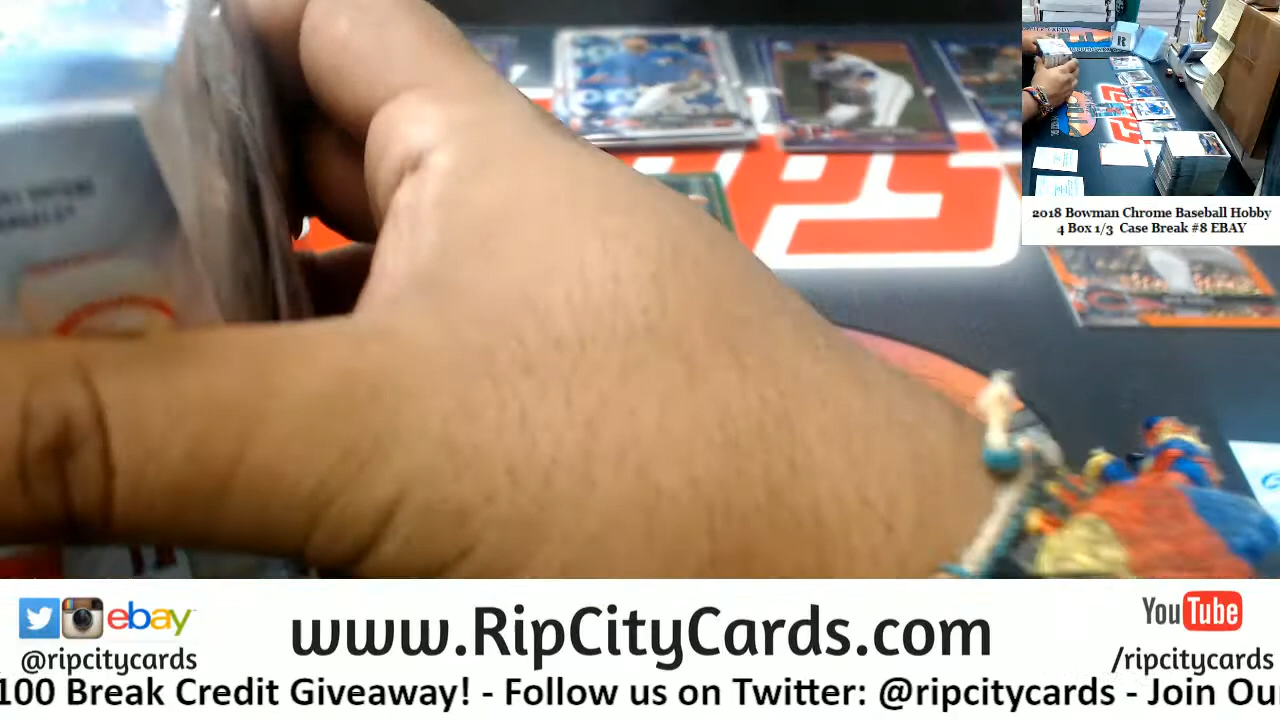 R
2018 Bowman Chrome Baseball Hobby
4 Box 1/3 Case Break #8 EBAY
ebay
@ripcitycards
www.RipCityCards.com
YouTube
/ripcitycards
100 Break Credit Giveaway! - Follow us on Twitter: @ripcitycards - Join Ou